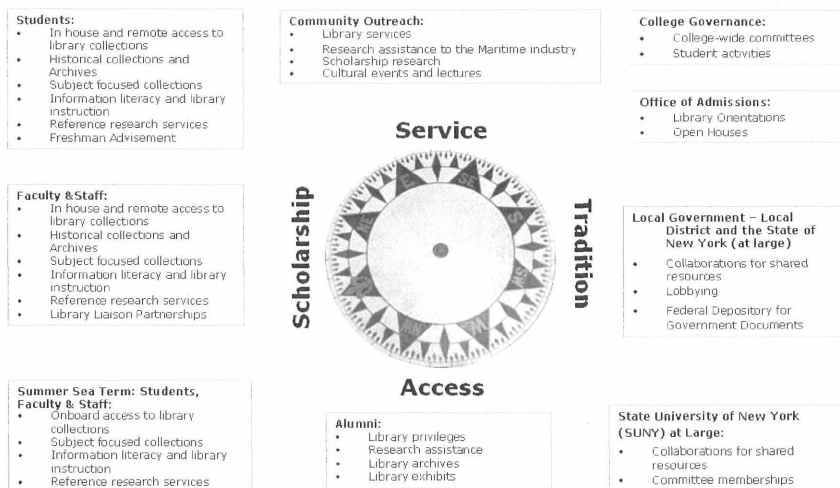 Students:
• In house and remote access to
library collections
• Historical collections and
Archives
• Subject focused collections
• Information literacy and library
instruction
• Reference research services
• Freshman Advisement
Community Outreach:
• Library services
• Research assistance to the Maritime industry
• Scholarship research
• Cultural events and lectures
College Governance:
• College-wide committees
• Student activities
Office of Admissions:
• Library Orientations
• Open Houses
Service
Scholarship
Tradition
Access
E
SE
S
SW
W
NW
NE
Faculty &Staff:
• In house and remote access to
library collections
• Historical collections and
Archives
• Subject focused collections
• Information literacy and library
instruction
• Reference research services
• Library Liaison Partnerships
Local Government – Local
District and the State of
New York (at large)
• Collaborations for shared
resources
• Lobbying
• Federal Depository for
Government Documents
Summer Sea Term: Students,
Faculty & Staff:
• Onboard access to library
collections
• Subject focused collections
• Information literacy and library
instruction
• Reference research services
Alumni:
• Library privileges
• Research assistance
• Library archives
• Library exhibits
State University of New York
(SUNY) at Large:
• Collaborations for shared
resources
• Committee memberships